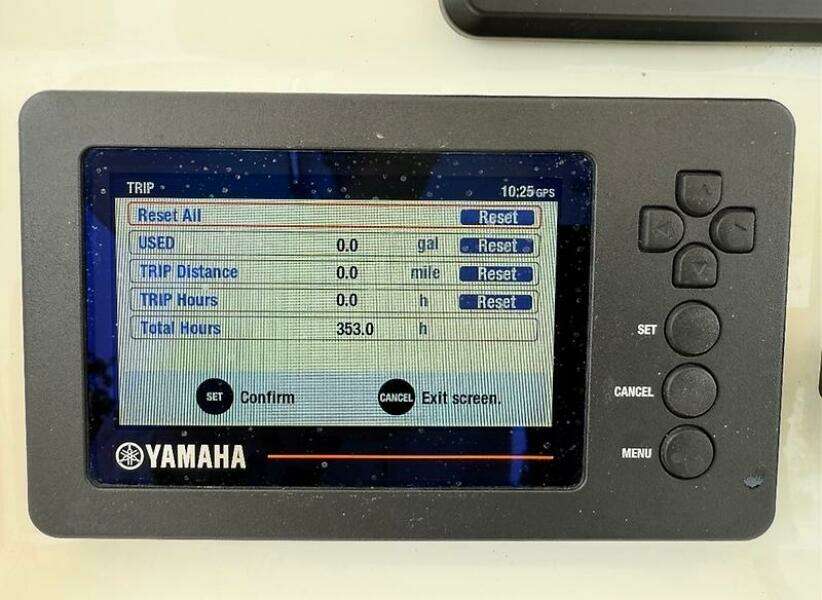 TRIP 10:25 GPS
Reset All Reset
USED 0.0 gal Reset
TRIP Distance 0.0 mile Reset
TRIP Hours 0.0 h Reset
Total Hours 353.0 h
SET Confirm CANCEL Exit screen.
YAMAHA
SET
CANCEL
MENU